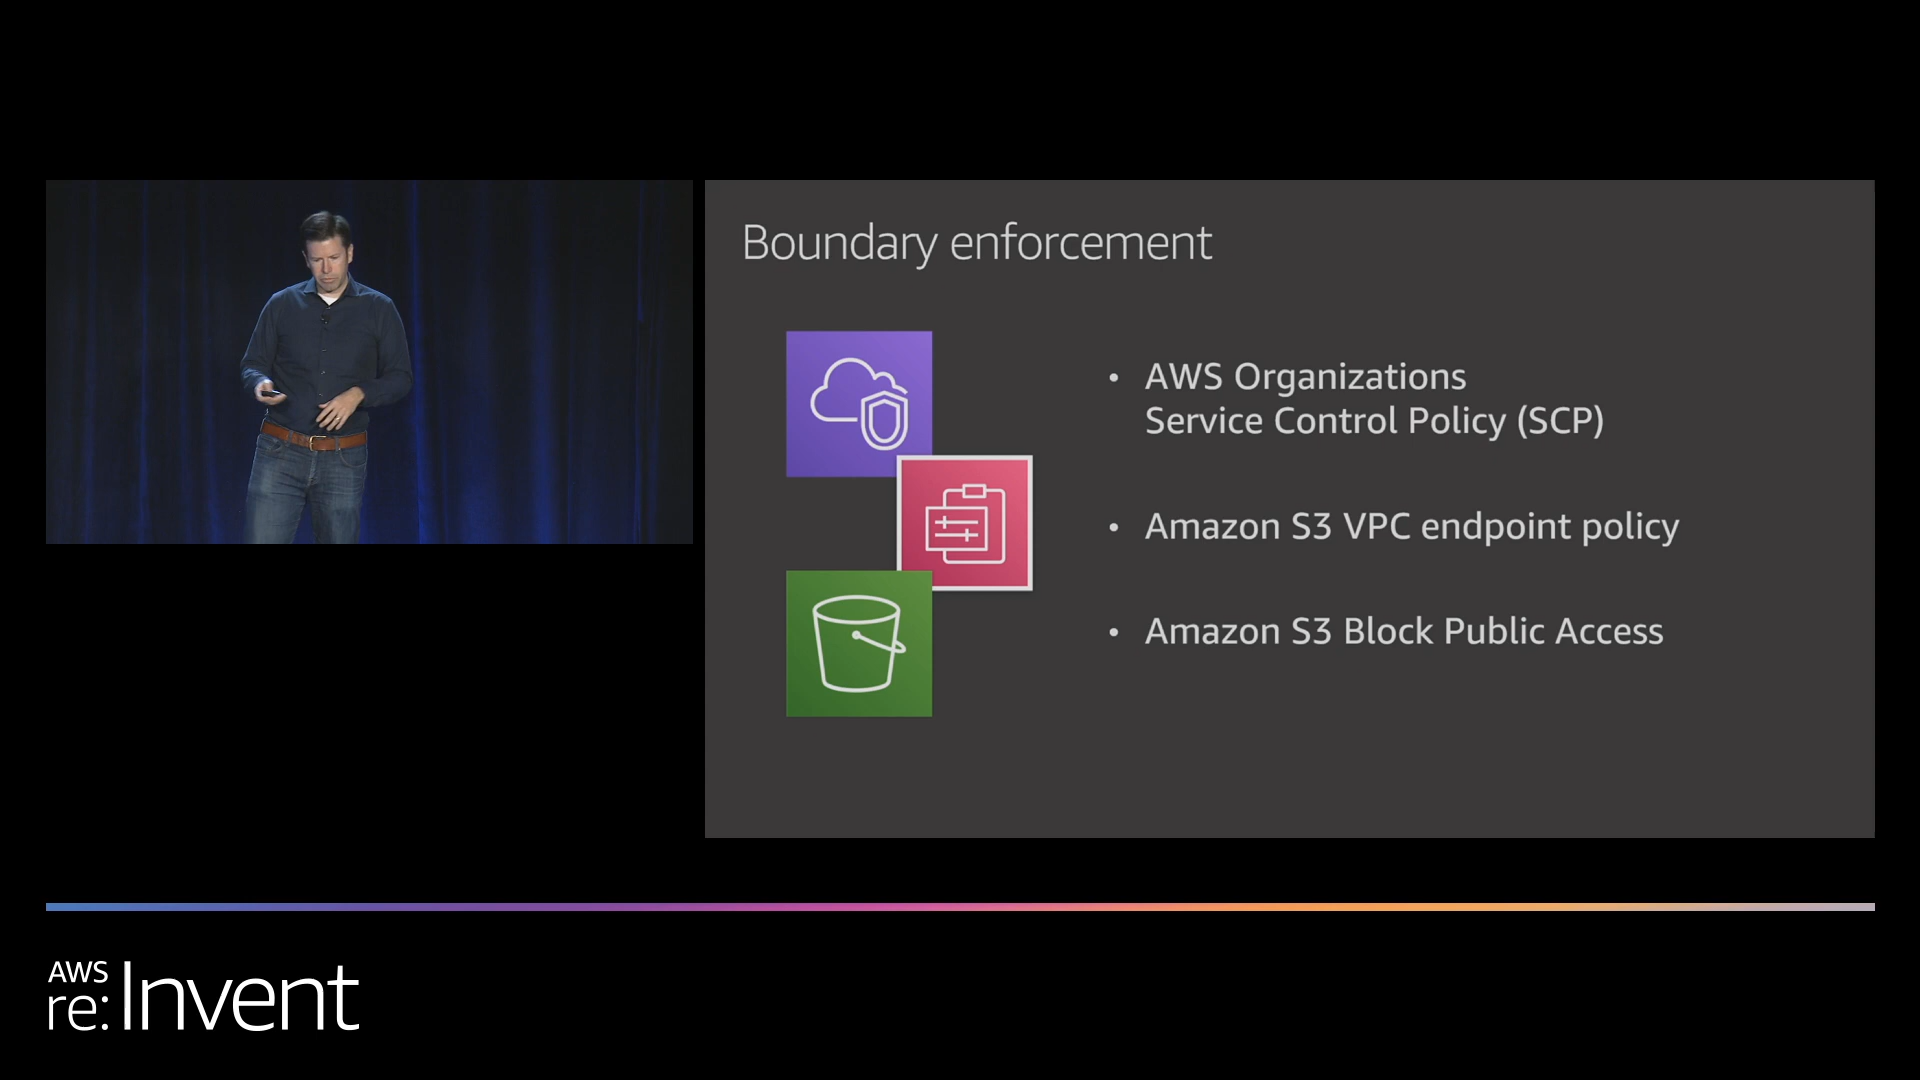 Boundary enforcement
• AWS Organizations
Service Control Policy (SCP)
• Amazon S3 VPC endpoint policy
• Amazon S3 Block Public Access
AWS
re:Invent